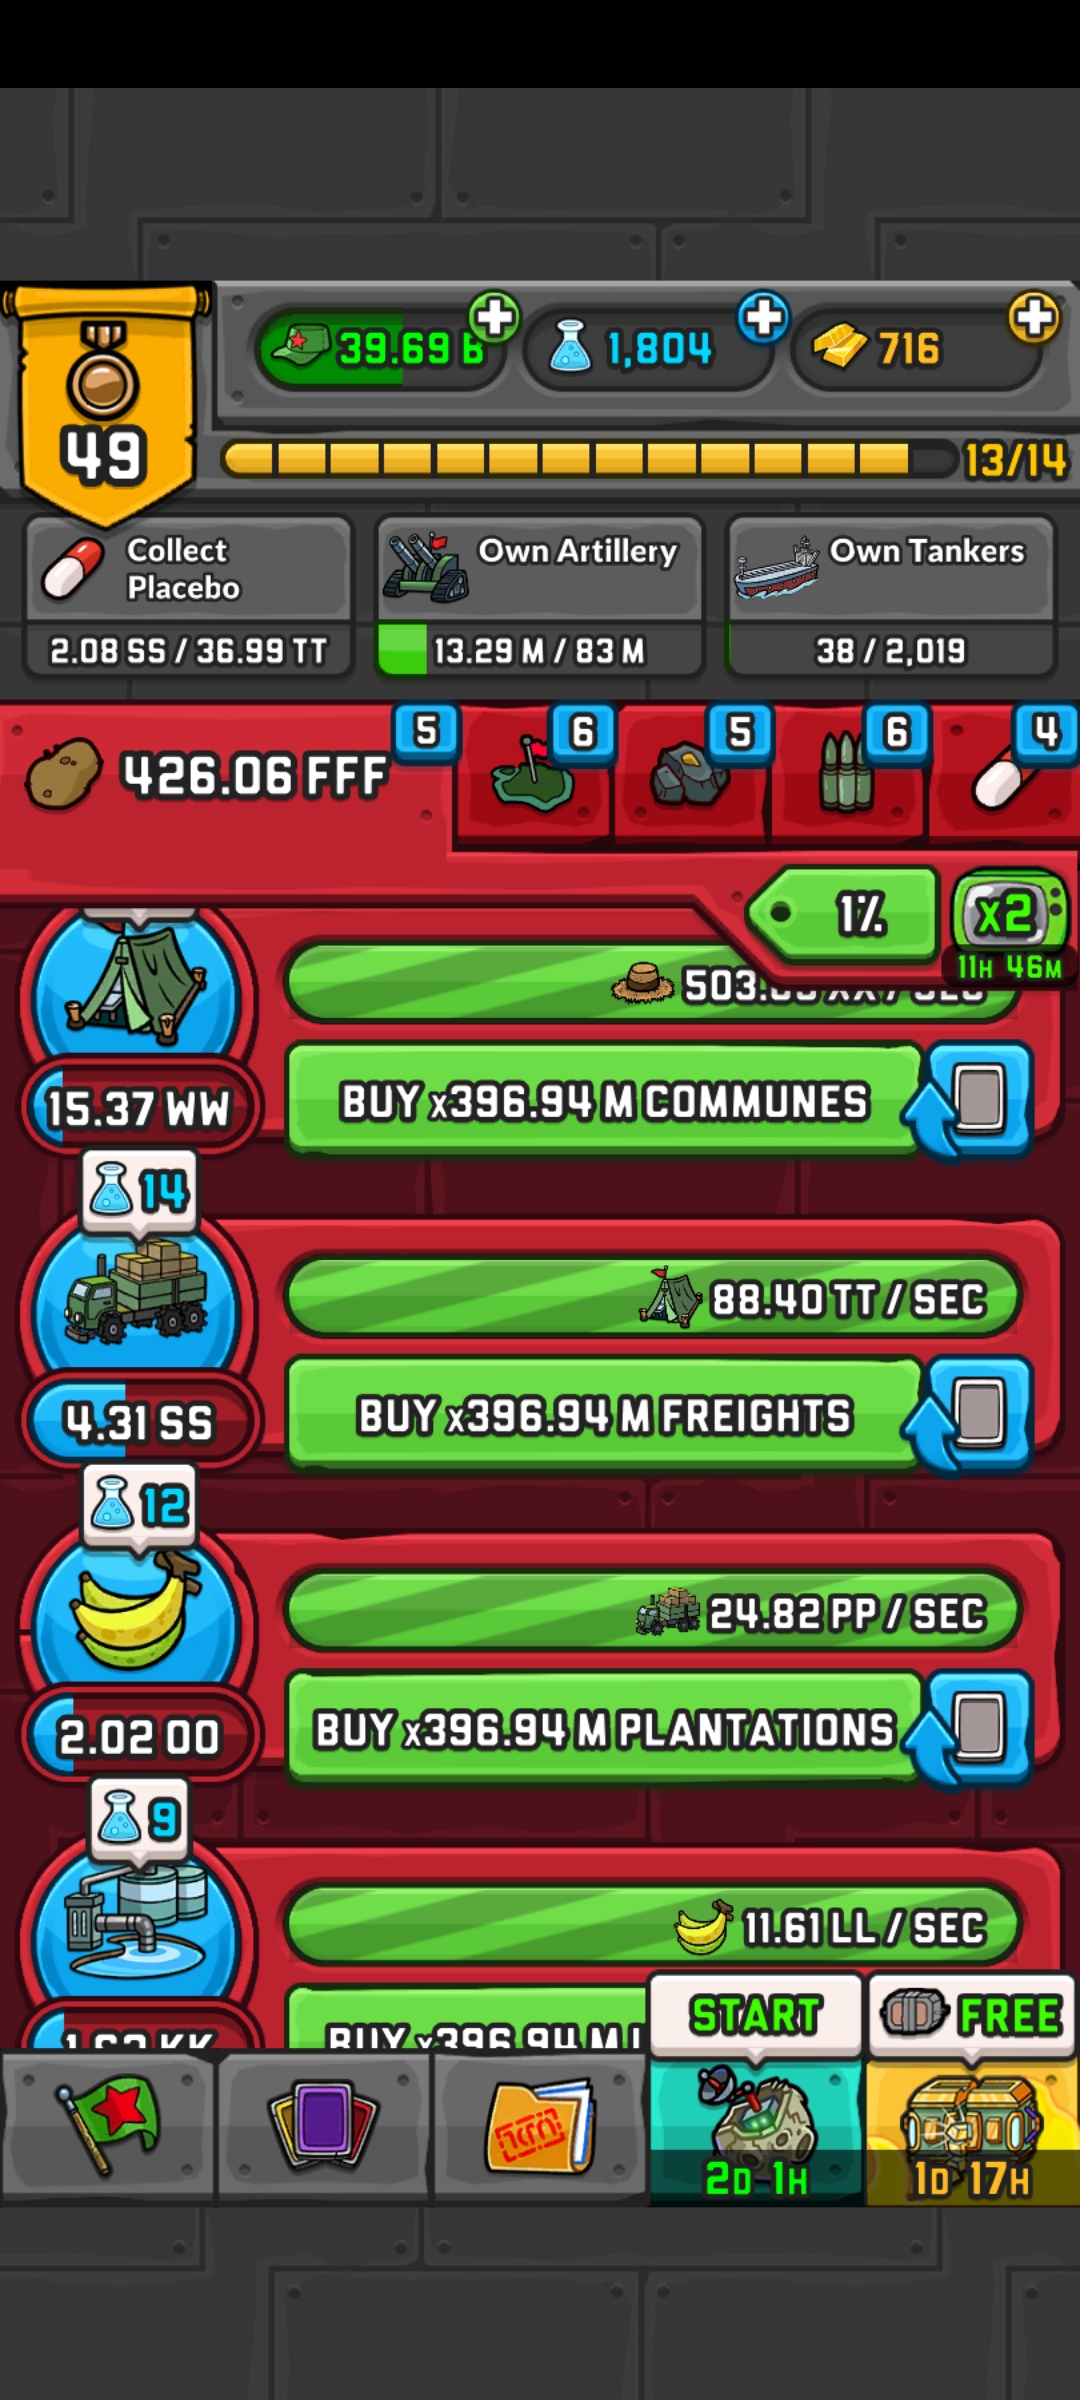 39.69 B
1,804
716
49
13/14
Collect
Placebo
Own Artillery
Own Tankers
2.08 SS / 36.99 TT
13.29 M / 83 M
38 / 2,019
426.06 FFF
5
6
5
6
4
1%
x2
11H 46M
15.37 WW
BUY x396.94 M COMMUNES
14
88.40 TT / SEC
4.31 SS
BUY x396.94 M FREIGHTS
12
24.82 PP / SEC
2.02 OO
BUY x396.94 M PLANTATIONS
9
11.61 LL / SEC
BUY x396.94 M
START
FREE
2D 1H
1D 17H